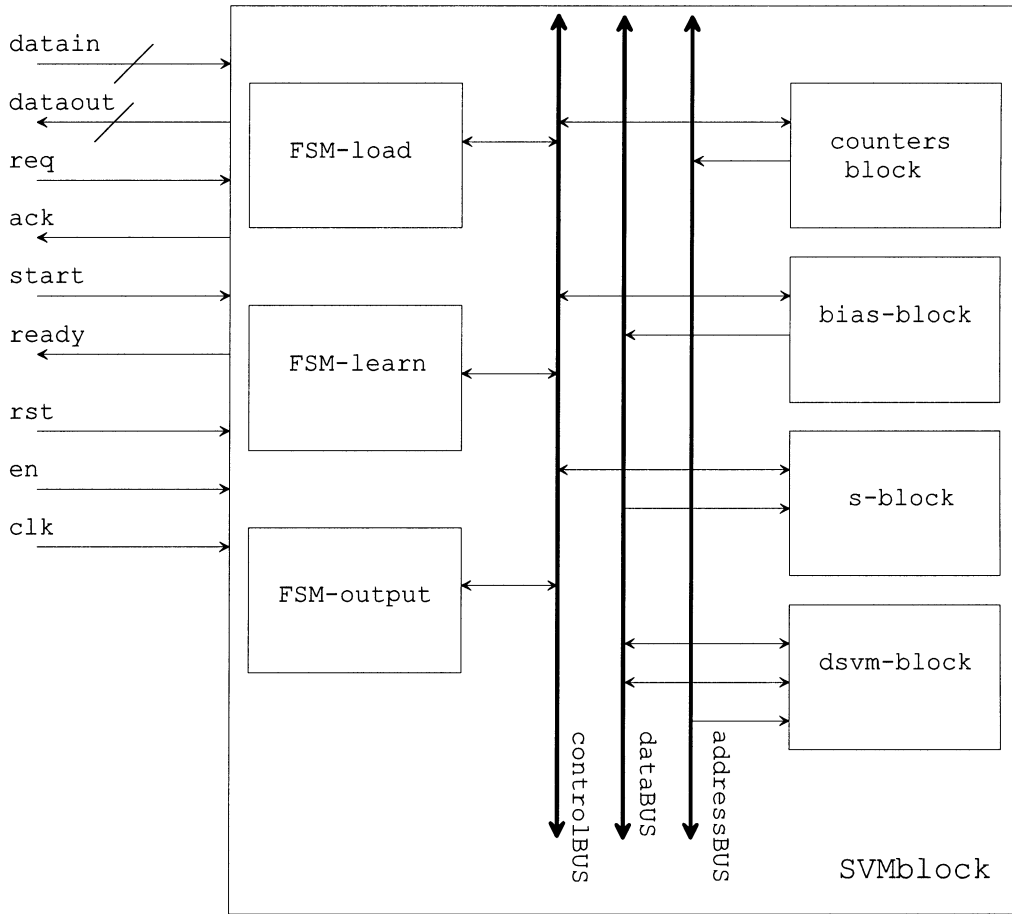 datain
dataout
req
ack
start
ready
rst
en
clk
FSM-load
FSM-learn
FSM-output
controlBUS
dataBUS
addressBUS
counters
block
bias-block
s-block
dsvm-block
SVMblock